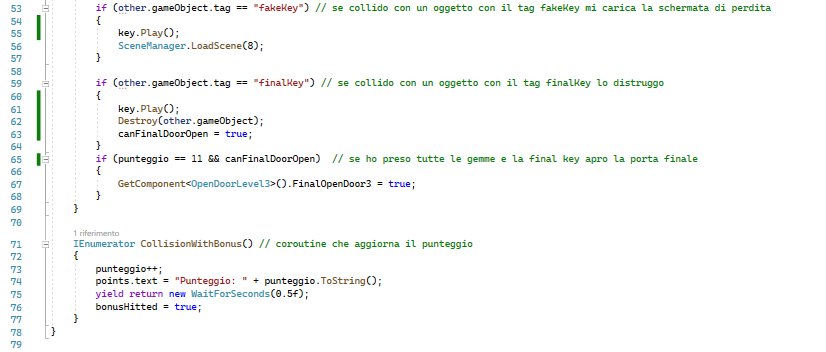 53 if (other.gameObject.tag == "fakeKey") // se collido con un oggetto con il tag fakeKey mi carica la schermata di perdita
54 {
55 key.Play();
56 SceneManager.LoadScene(8);
57 }
58
59 if (other.gameObject.tag == "finalKey") // se collido con un oggetto con il tag finalKey lo distruggo
60 {
61 key.Play();
62 Destroy(other.gameObject);
63 canFinalDoorOpen = true;
64 }
65 if (punteggio == 11 && canFinalDoorOpen) // se ho preso tutte le gemme e la final key apro la porta finale
66 {
67 GetComponent<OpenDoorLevel3>().FinalOpenDoor3 = true;
68 }
69 }
70
1 riferimento
71 IEnumerator CollisionWithBonus() // coroutine che aggiorna il punteggio
72 {
73 punteggio++;
74 points.text = "Punteggio: " + punteggio.ToString();
75 yield return new WaitForSeconds(0.5f);
76 bonusHitted = true;
77 }
78 }
79